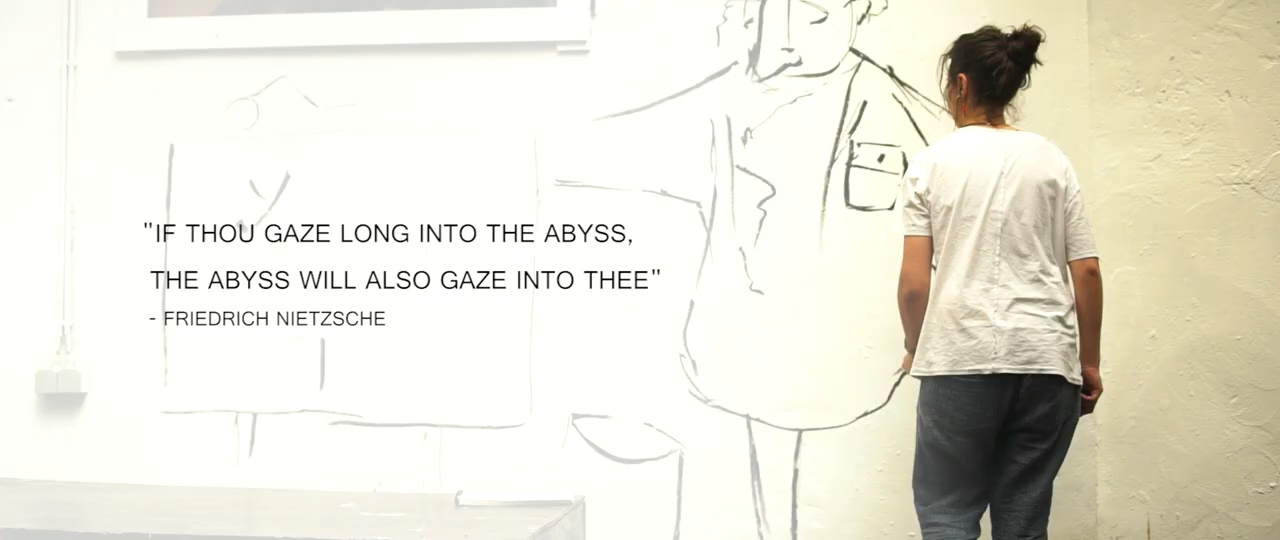 "IF THOU GAZE LONG INTO THE ABYSS,
THE ABYSS WILL ALSO GAZE INTO THEE"
- FRIEDRICH NIETZSCHE